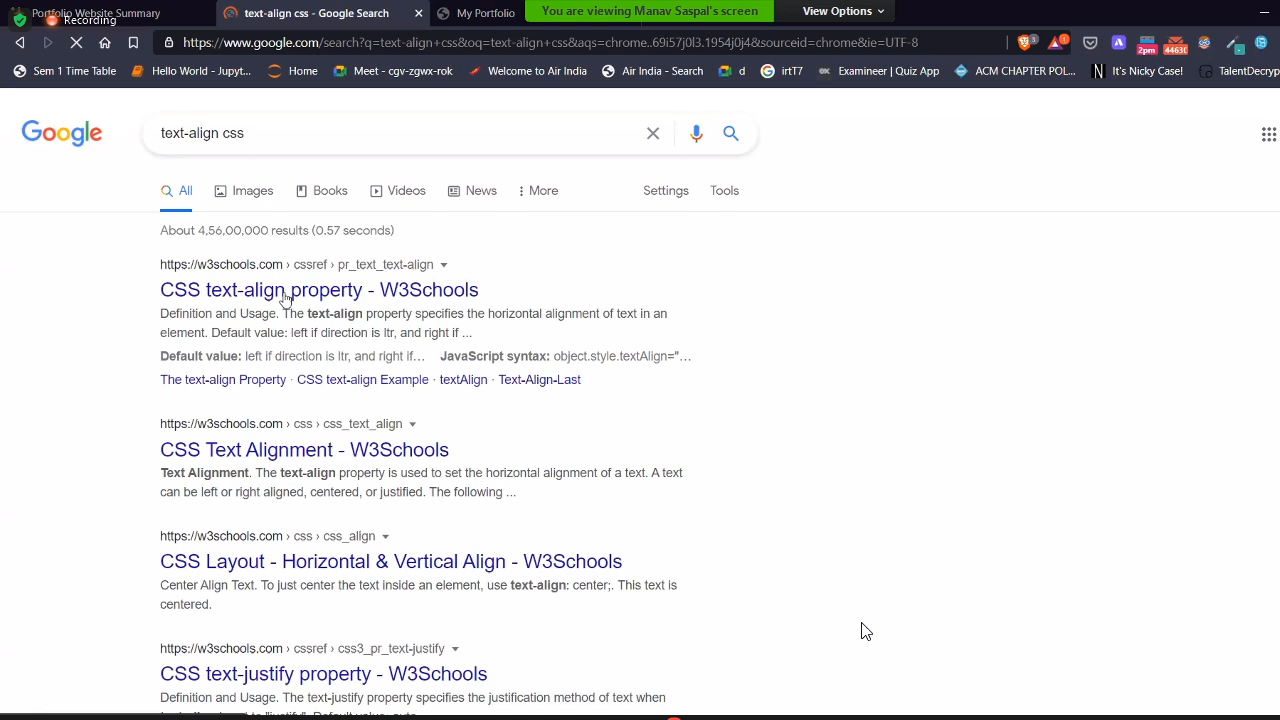 Recording
Portfolio Website Summary
text-align css - Google Search
My Portfolio
You are viewing Manav Saspal's screen
View Options
https://www.google.com/search?q=text-align+css&oq=text-align+css&aqs=chrome..69i57j0l3.1954j0j4&sourceid=chrome&ie=UTF-8
1
1
2pm
44630
Sem 1 Time Table
Hello World - Jupyt...
Home
Meet - cgv-zgwx-rok
Welcome to Air India
Air India - Search
d
irtT7
ex Examineer | Quiz App
ACM CHAPTER POL...
It's Nicky Case!
TalentDecryp
Google
text-align css
All
Images
Books
Videos
News
More
Settings
Tools
About 4,56,00,000 results (0.57 seconds)
https://w3schools.com › cssref › pr_text_text-align
CSS text-align property - W3Schools
Definition and Usage. The text-align property specifies the horizontal alignment of text in an
element. Default value: left if direction is ltr, and right if ...
Default value: left if direction is ltr, and right if… JavaScript syntax: object.style.textAlign="…
The text-align Property · CSS text-align Example · textAlign · Text-Align-Last
https://w3schools.com › css › css_text_align
CSS Text Alignment - W3Schools
Text Alignment. The text-align property is used to set the horizontal alignment of a text. A text
can be left or right aligned, centered, or justified. The following ...
https://w3schools.com › css › css_align
CSS Layout - Horizontal & Vertical Align - W3Schools
Center Align Text. To just center the text inside an element, use text-align: center;. This text is
centered.
https://w3schools.com › cssref › css3_pr_text-justify
CSS text-justify property - W3Schools
Definition and Usage. The text-justify property specifies the justification method of text when